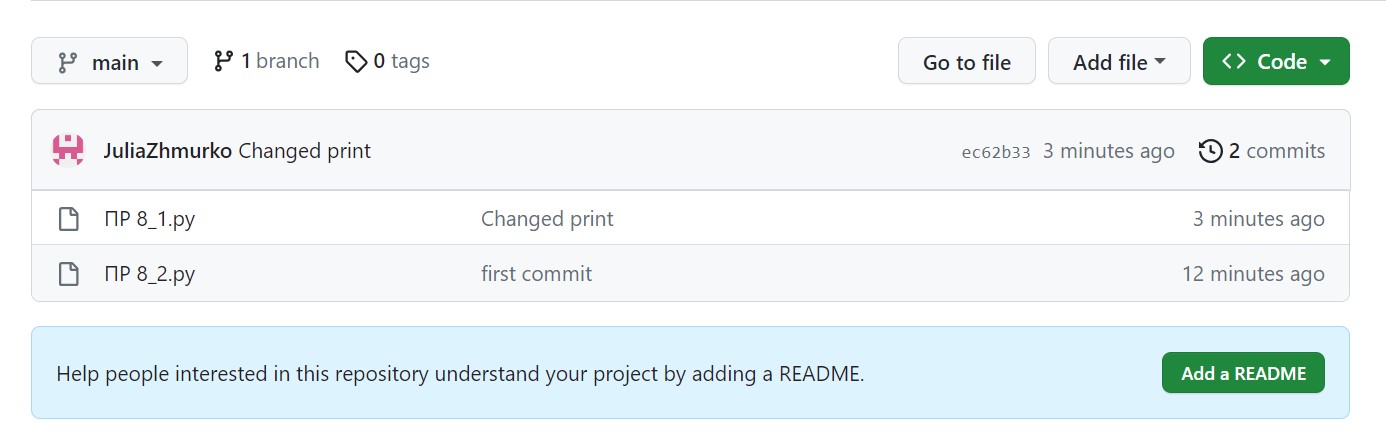 main 1 branch 0 tags Go to file Add file Code
JuliaZhmurko Changed print ec62b33 3 minutes ago 2 commits
ПР 8_1.py Changed print 3 minutes ago
ПР 8_2.py first commit 12 minutes ago
Help people interested in this repository understand your project by adding a README. Add a README